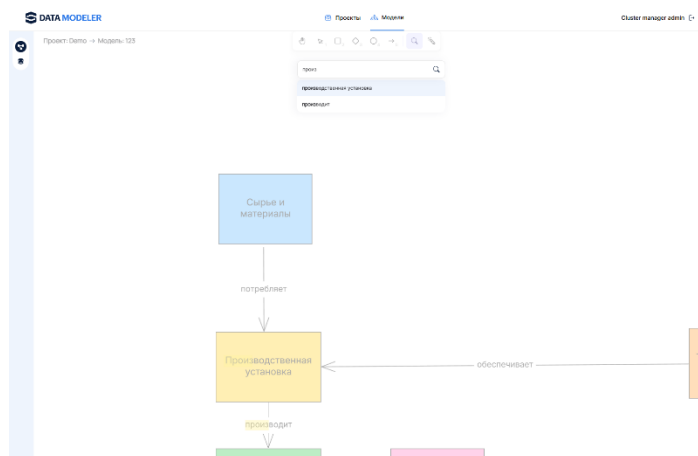 DATA MODELER
Проекты
Модели
Cluster manager admin
Проект: Demo → Модель: 123
произ
производственная установка
производит
Сырье и
материалы
потребляет
Производственная
установка
обеспечивает
производит